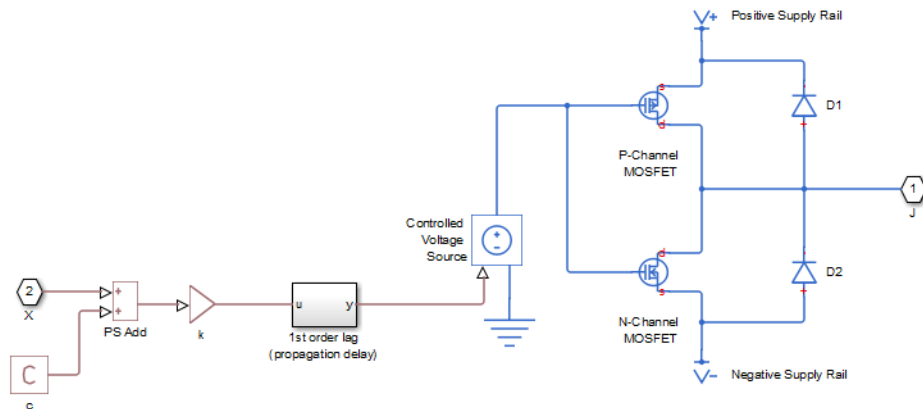 V+
Positive Supply Rail
s
d
D1
P-Channel
MOSFET
1
J
Controlled
Voltage
Source
+
-
d
s
D2
N-Channel
MOSFET
2
X
+
+
PS Add
k
u
y
1st order lag
(propagation delay)
C
V-
Negative Supply Rail